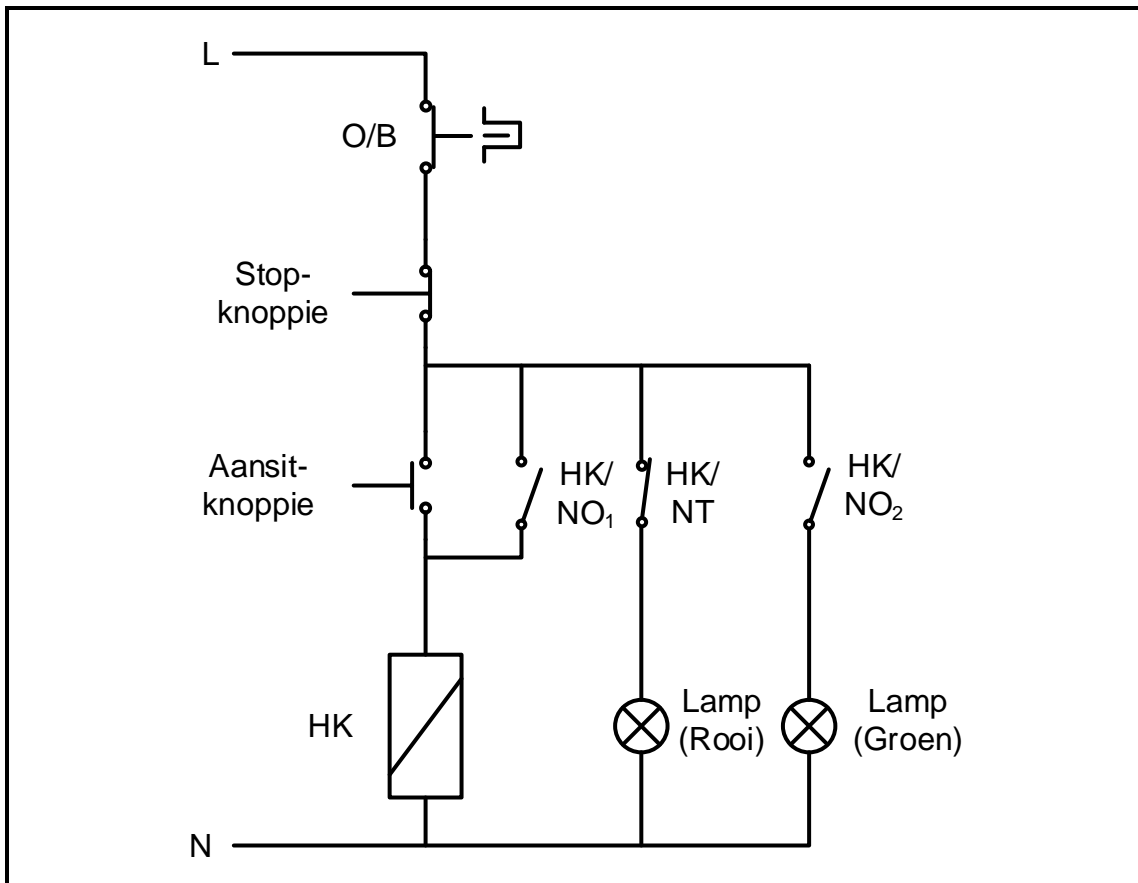 L
O/B
Stop-
knoppie
Aansit-
knoppie
HK/
NO₁
HK/
NT
HK/
NO₂
HK
Lamp
(Rooi)
Lamp
(Groen)
N